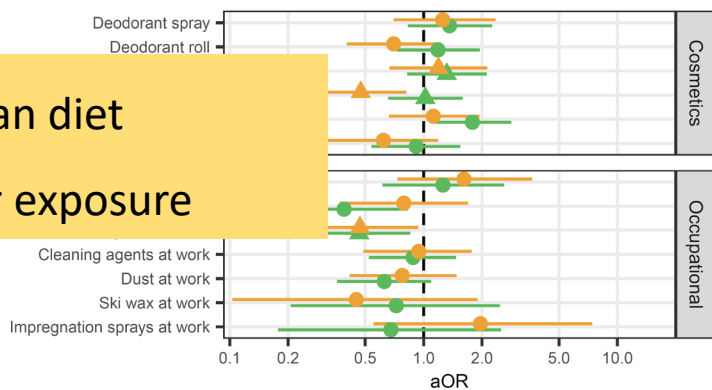 Deodorant spray
Deodorant roll
an diet
r exposure
Cleaning agents at work
Dust at work
Ski wax at work
Impregnation sprays at work
Cosmetics
Occupational
0.1 0.2 0.5 1.0 2.0 5.0 10.0
aOR